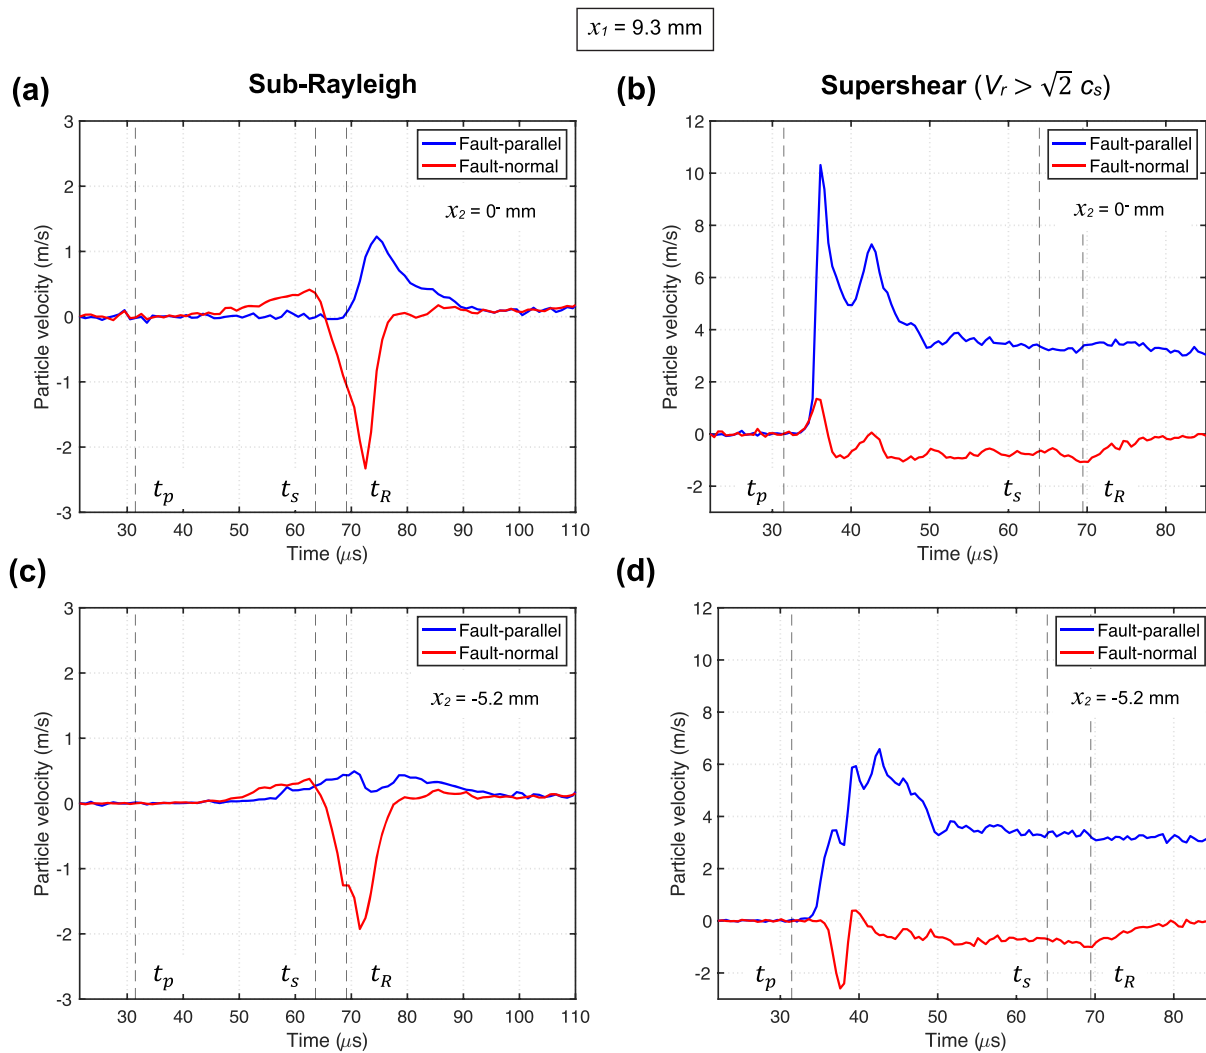 x₁ = 9.3 mm
(a)
Sub-Rayleigh
(b)
Supershear (Vᵣ > √2 cₛ)
3
2
1
0
-1
-2
-3
Particle velocity (m/s)
Fault-parallel
Fault-normal
x₂ = 0⁻ mm
tₚ
tₛ
t_R
30 40 50 60 70 80 90 100 110
Time (μs)
12
10
8
6
4
2
0
-2
Particle velocity (m/s)
Fault-parallel
Fault-normal
x₂ = 0⁻ mm
tₚ
tₛ
t_R
30 40 50 60 70 80
Time (μs)
(c)
3
2
1
0
-1
-2
-3
Particle velocity (m/s)
Fault-parallel
Fault-normal
x₂ = -5.2 mm
tₚ
tₛ
t_R
30 40 50 60 70 80 90 100 110
Time (μs)
(d)
12
10
8
6
4
2
0
-2
Particle velocity (m/s)
Fault-parallel
Fault-normal
x₂ = -5.2 mm
tₚ
tₛ
t_R
30 40 50 60 70 80
Time (μs)